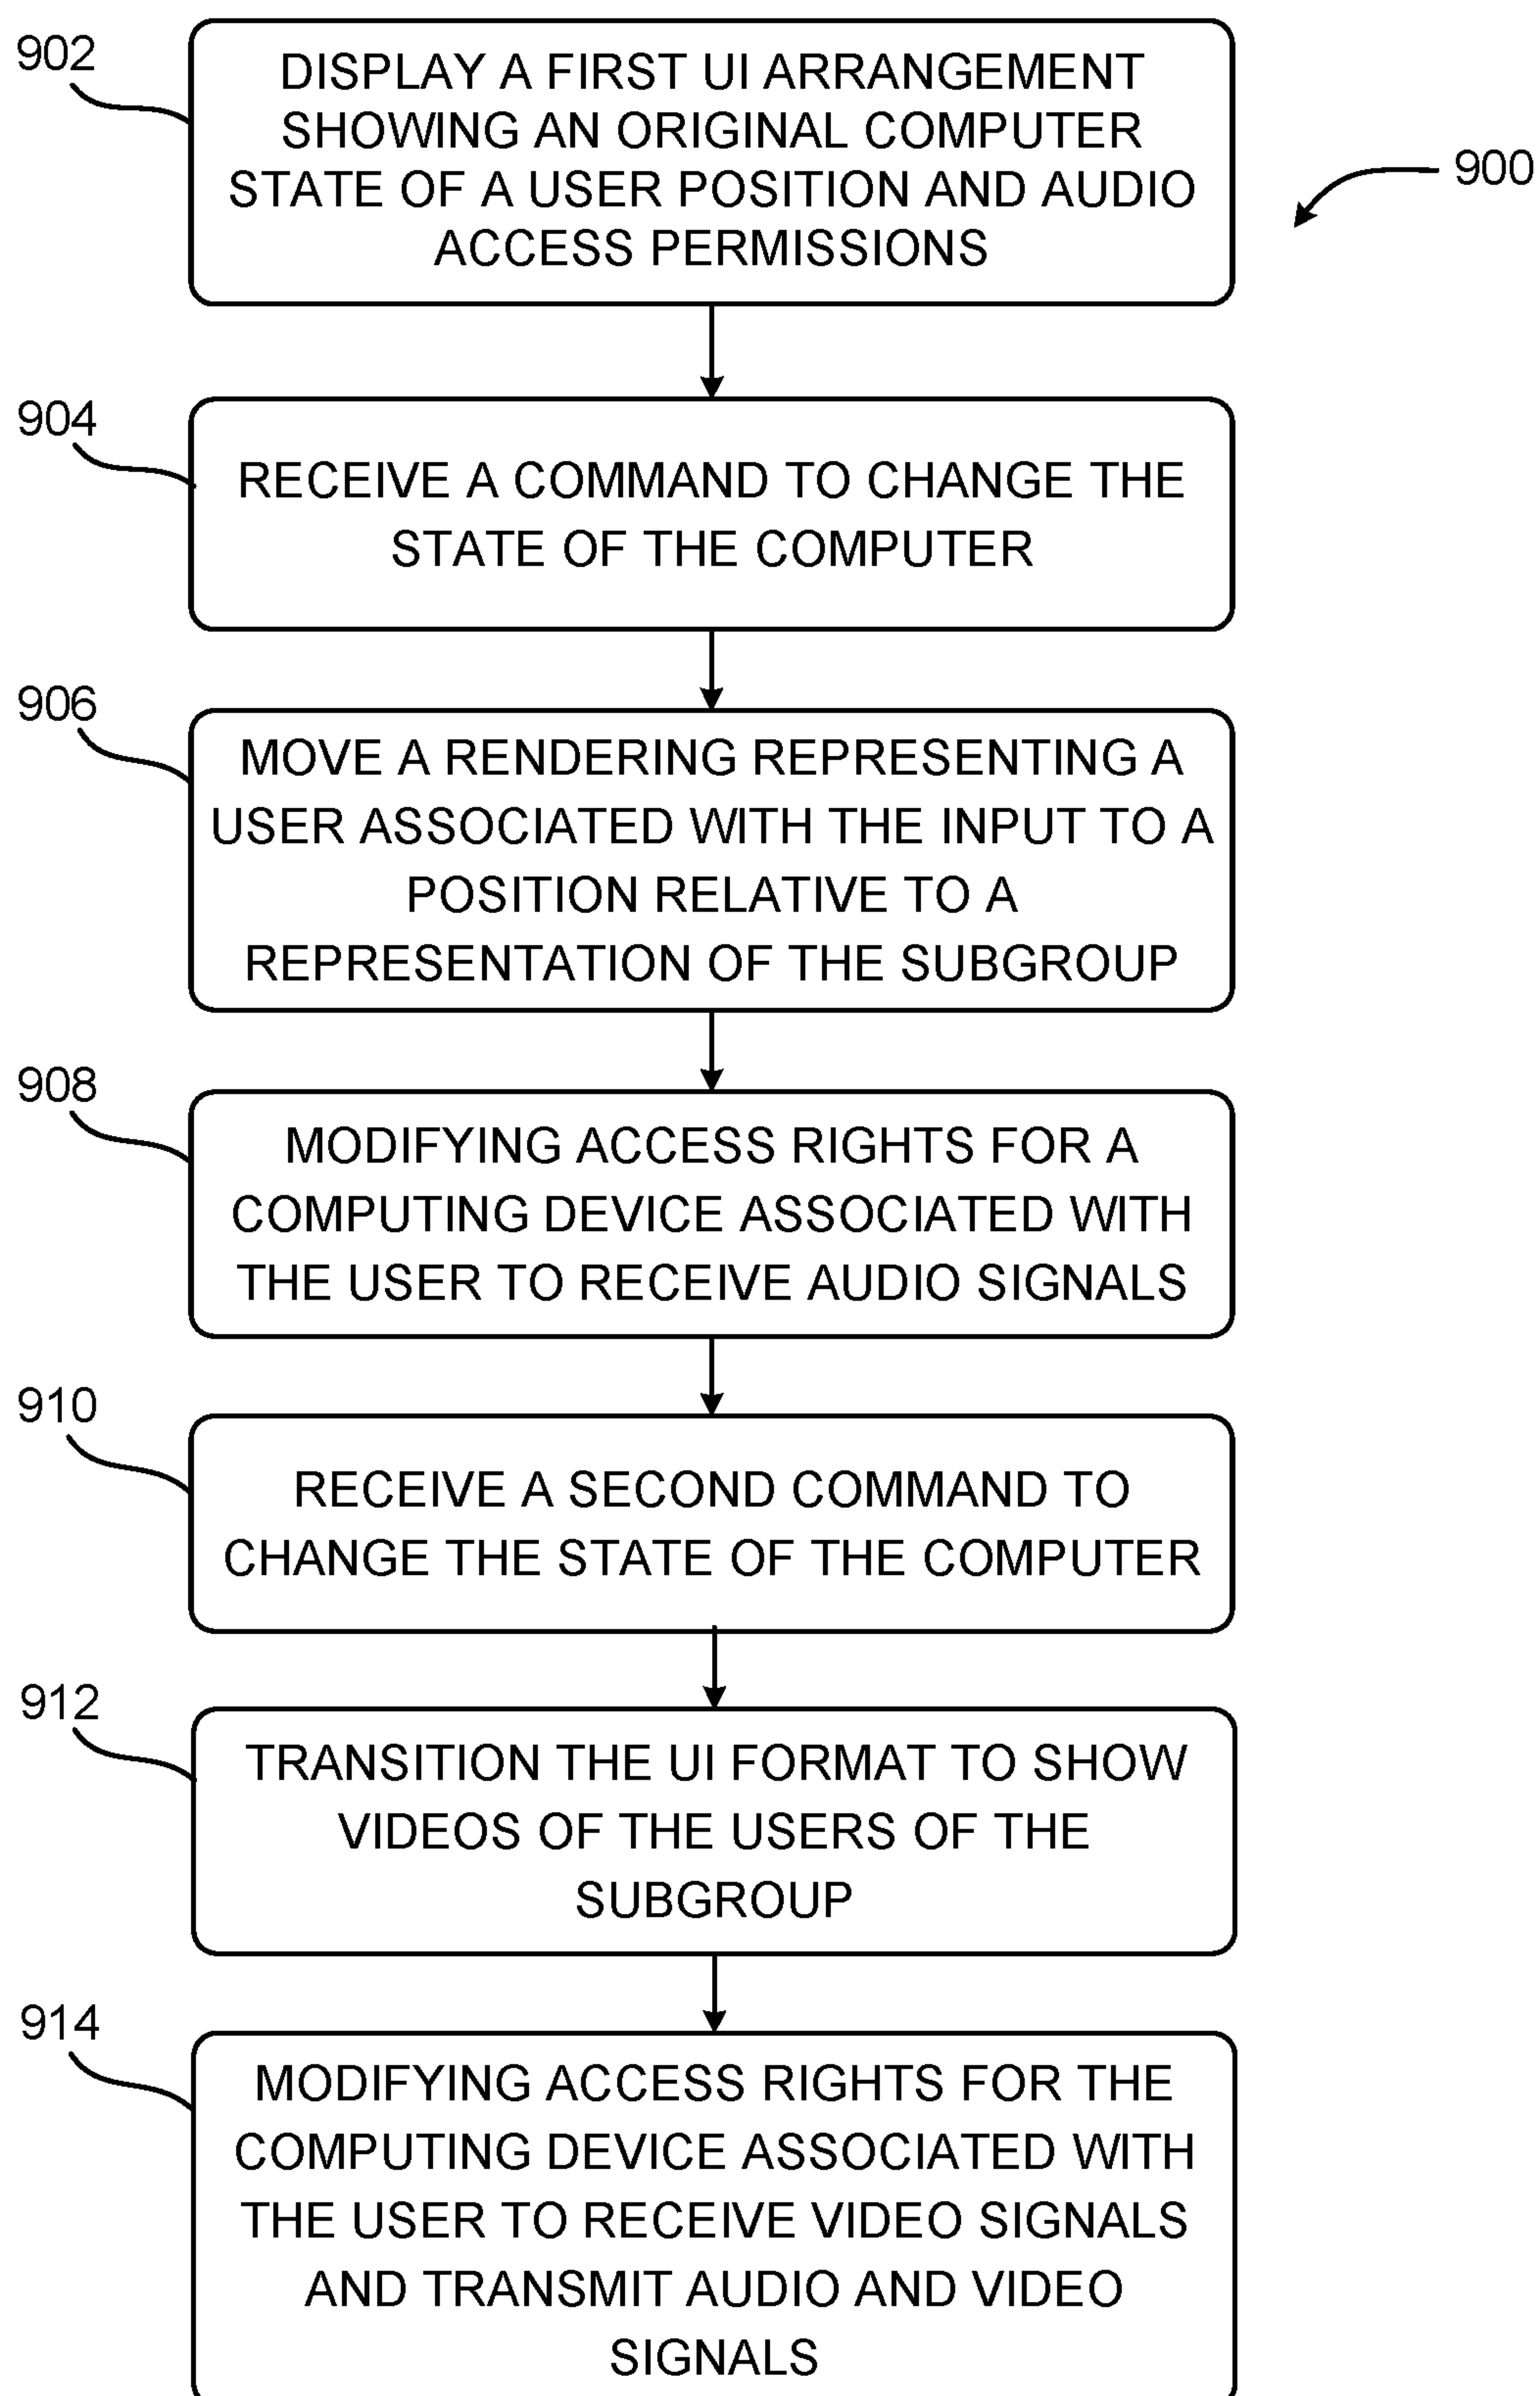 902
DISPLAY A FIRST UI ARRANGEMENT
SHOWING AN ORIGINAL COMPUTER
STATE OF A USER POSITION AND AUDIO
ACCESS PERMISSIONS
900
904
RECEIVE A COMMAND TO CHANGE THE
STATE OF THE COMPUTER
906
MOVE A RENDERING REPRESENTING A
USER ASSOCIATED WITH THE INPUT TO A
POSITION RELATIVE TO A
REPRESENTATION OF THE SUBGROUP
908
MODIFYING ACCESS RIGHTS FOR A
COMPUTING DEVICE ASSOCIATED WITH
THE USER TO RECEIVE AUDIO SIGNALS
910
RECEIVE A SECOND COMMAND TO
CHANGE THE STATE OF THE COMPUTER
912
TRANSITION THE UI FORMAT TO SHOW
VIDEOS OF THE USERS OF THE
SUBGROUP
914
MODIFYING ACCESS RIGHTS FOR THE
COMPUTING DEVICE ASSOCIATED WITH
THE USER TO RECEIVE VIDEO SIGNALS
AND TRANSMIT AUDIO AND VIDEO
SIGNALS